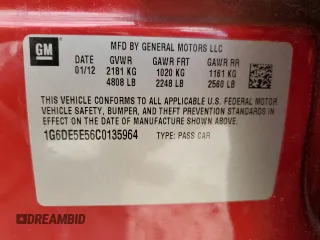 GM
MFD BY GENERAL MOTORS LLC
DATE GVWR GAWR FRT GAWR RR
01/12 2181 KG 1020 KG 1161 KG
4808 LB 2248 LB 2560 LB
THIS VEHICLE CONFORMS TO ALL APPLICABLE U.S. FEDERAL MOTOR
VEHICLE SAFETY, BUMPER, AND THEFT PREVENTION STANDARDS
IN EFFECT ON THE DATE OF MANUFACTURE SHOWN ABOVE.
1G6DE5E56C0135964 TYPE: PASS CAR
DREAMBID